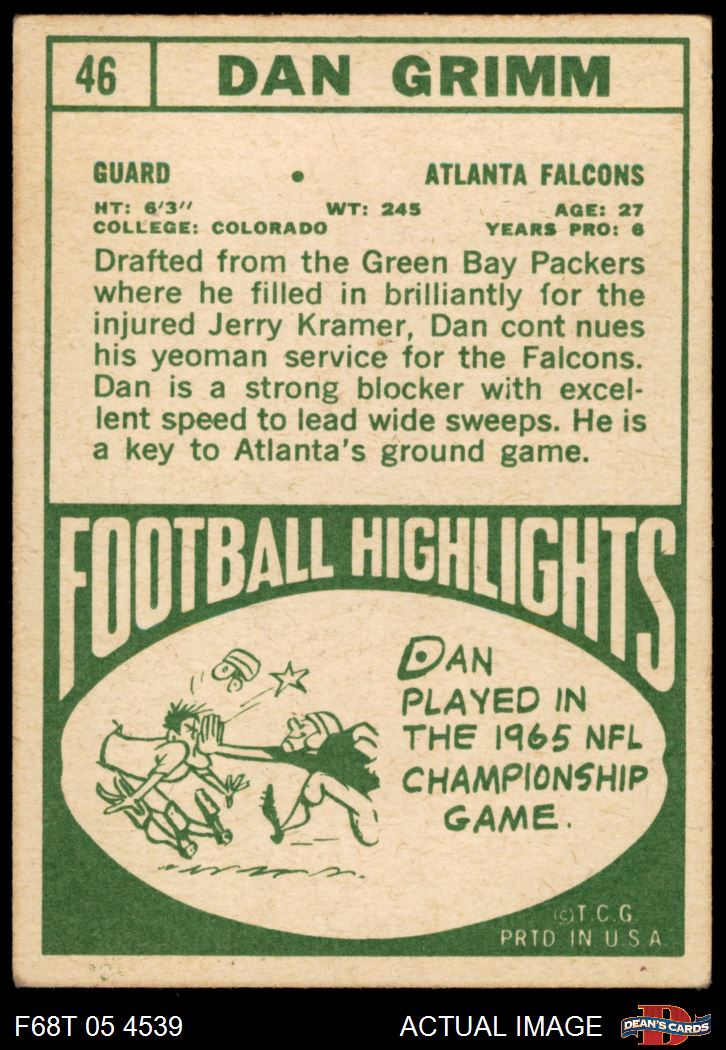 46 DAN GRIMM
GUARD • ATLANTA FALCONS
HT: 6'3" WT: 245 AGE: 27
COLLEGE: COLORADO YEARS PRO: 6
Drafted from the Green Bay Packers
where he filled in brilliantly for the
injured Jerry Kramer, Dan cont nues
his yeoman service for the Falcons.
Dan is a strong blocker with excel-
lent speed to lead wide sweeps. He is
a key to Atlanta's ground game.
FOOTBALL HIGHLIGHTS
DAN
PLAYED IN
THE 1965 NFL
CHAMPIONSHIP
GAME.
©T.C.G.
PRTD IN U.S.A.
F68T 05 4539 ACTUAL IMAGE D DEAN'S CARDS